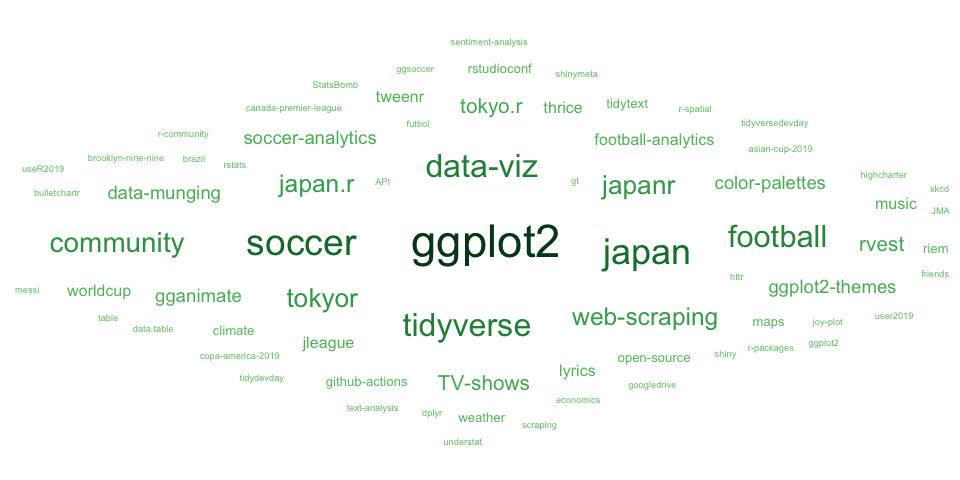 sentiment-analysis
ggsoccer
rstudioconf
shinymeta
StatsBomb
tweenr
canada-premier-league
tokyo.r
thrice
tidytext
r-spatial
r-community
soccer-analytics
futbol
football-analytics
tidyversedevday
asian-cup-2019
useR2019
brooklyn-nine-nine
brazil
rstats
data-viz
bulletchartr
data-munging
japan.r
API
gt
japanr
color-palettes
highcharter
xkcd
music
JMA
community
soccer
ggplot2
japan
football
rvest
riem
messi
worldcup
gganimate
tokyor
httr
ggplot2-themes
friends
table
data.table
climate
tidyverse
web-scraping
maps
joy-plot
user2019
copa-america-2019
jleague
open-source
shiny
r-packages
ggplot2
tidydevday
github-actions
TV-shows
lyrics
googledrive
text-analysis
dplyr
weather
economics
scraping
understat